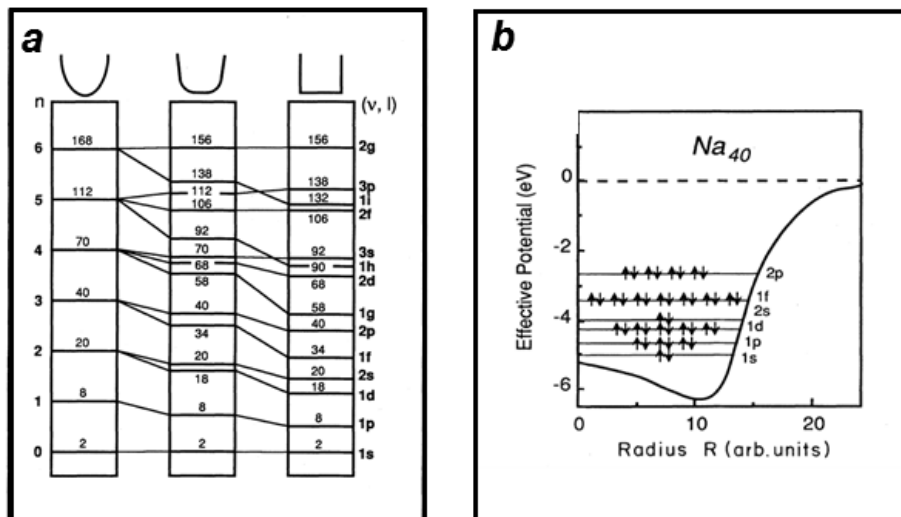 a
n
(ν, l)
6
168
156
156
2g
138
138
3p
5
112
112
132
1i
106
106
2f
92
92
3s
4
70
70
90
1h
68
68
2d
58
58
1g
3
40
40
40
2p
34
34
1f
2
20
20
20
2s
18
18
1d
1
8
8
8
1p
0
2
2
2
1s
b
Na40
Effective Potential (eV)
0
-2
-4
-6
2p
1f
2s
1d
1p
1s
0
10
20
Radius R (arb.units)